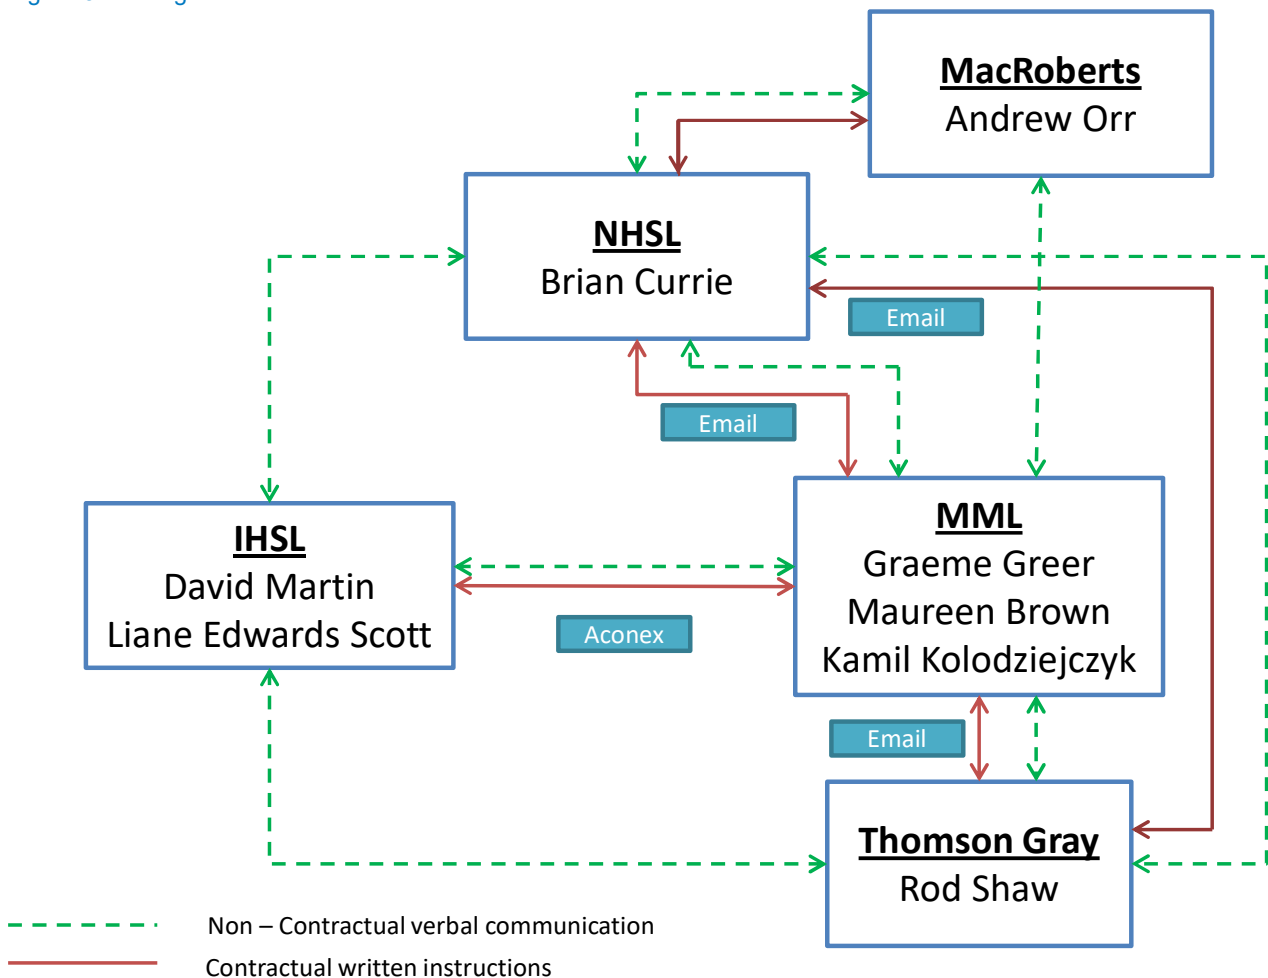 MacRoberts
Andrew Orr
NHSL
Brian Currie
Email
Email
IHSL
David Martin
Liane Edwards Scott
MML
Graeme Greer
Maureen Brown
Kamil Kolodziejczyk
Aconex
Email
Thomson Gray
Rod Shaw
Non – Contractual verbal communication
Contractual written instructions